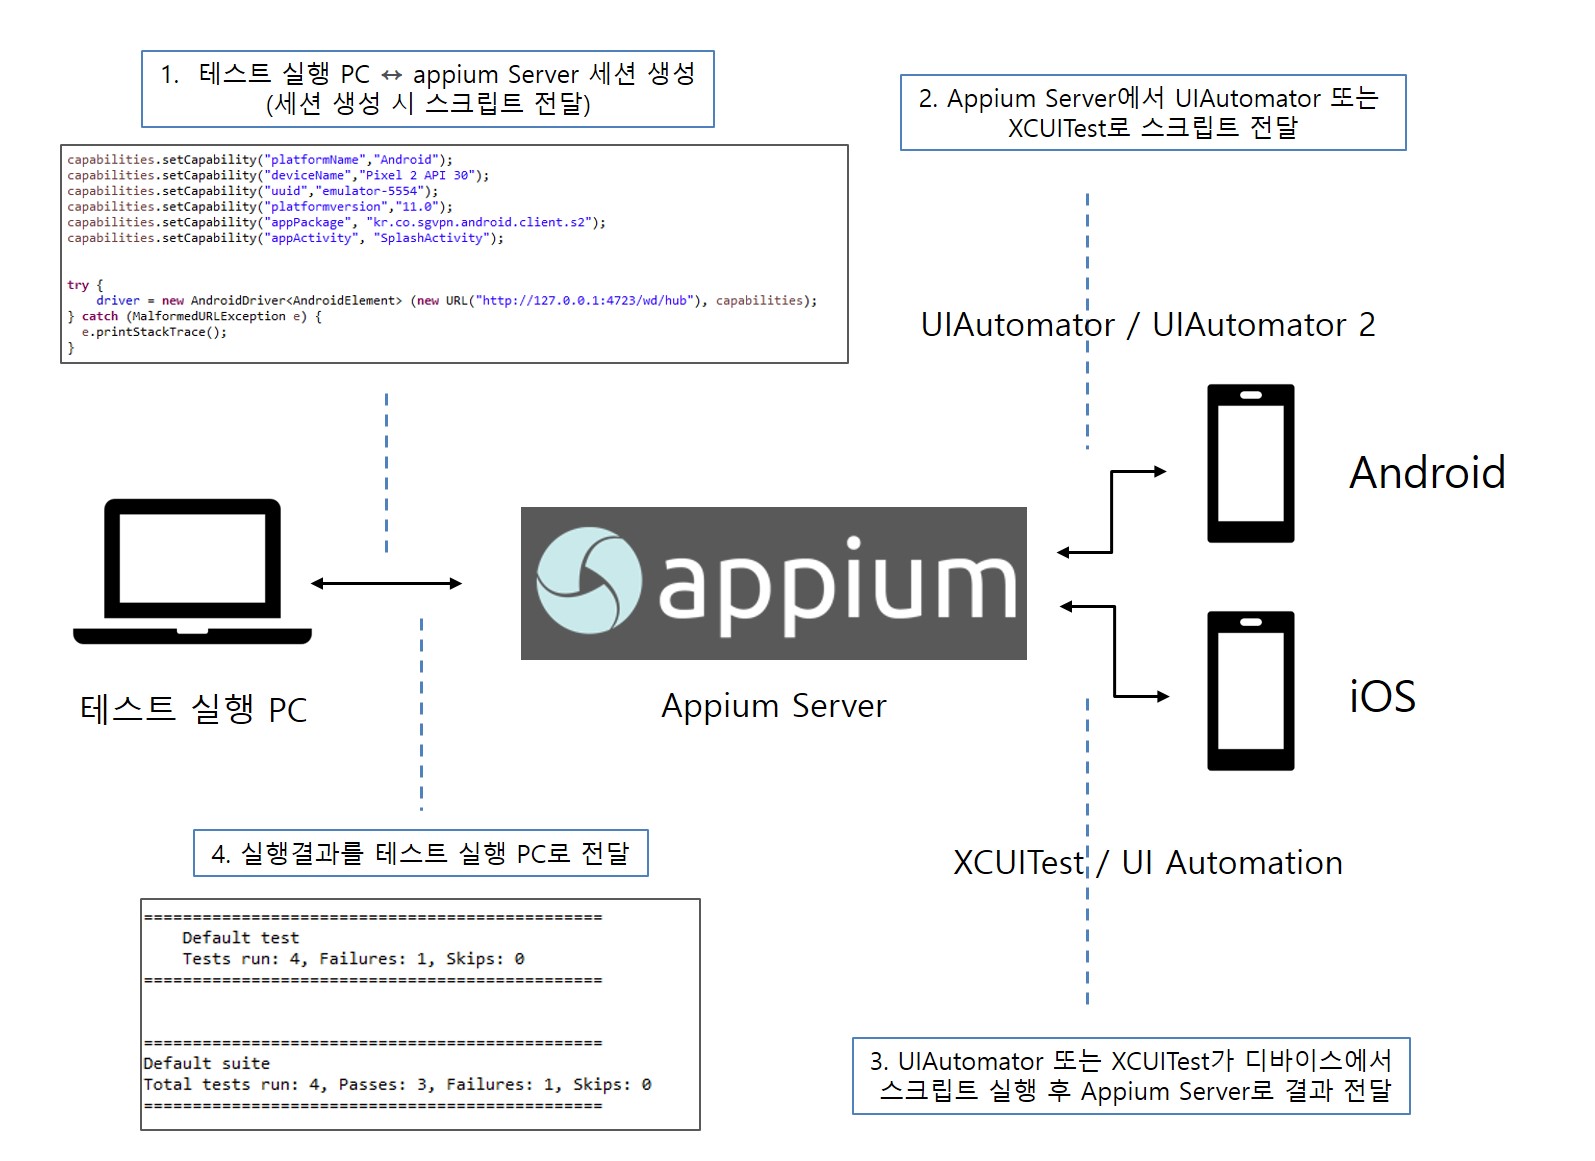 1. 테스트 실행 PC ↔ appium Server 세션 생성
(세션 생성 시 스크립트 전달)
capabilities.setCapability("platformName","Android");
capabilities.setCapability("deviceName","Pixel 2 API 30");
capabilities.setCapability("uuid","emulator-5554");
capabilities.setCapability("platformversion","11.0");
capabilities.setCapability("appPackage", "kr.co.sgvpn.android.client.s2");
capabilities.setCapability("appActivity", "SplashActivity");
try {
driver = new AndroidDriver<AndroidElement> (new URL("http://127.0.0.1:4723/wd/hub"), capabilities);
} catch (MalformedURLException e) {
e.printStackTrace();
}
2. Appium Server에서 UIAutomator 또는
XCUITest로 스크립트 전달
UIAutomator / UIAutomator 2
Android
appium
테스트 실행 PC
Appium Server
iOS
XCUITest / UI Automation
4. 실행결과를 테스트 실행 PC로 전달
===============================================
Default test
Tests run: 4, Failures: 1, Skips: 0
===============================================
===============================================
Default suite
Total tests run: 4, Passes: 3, Failures: 1, Skips: 0
===============================================
3. UIAutomator 또는 XCUITest가 디바이스에서
스크립트 실행 후 Appium Server로 결과 전달